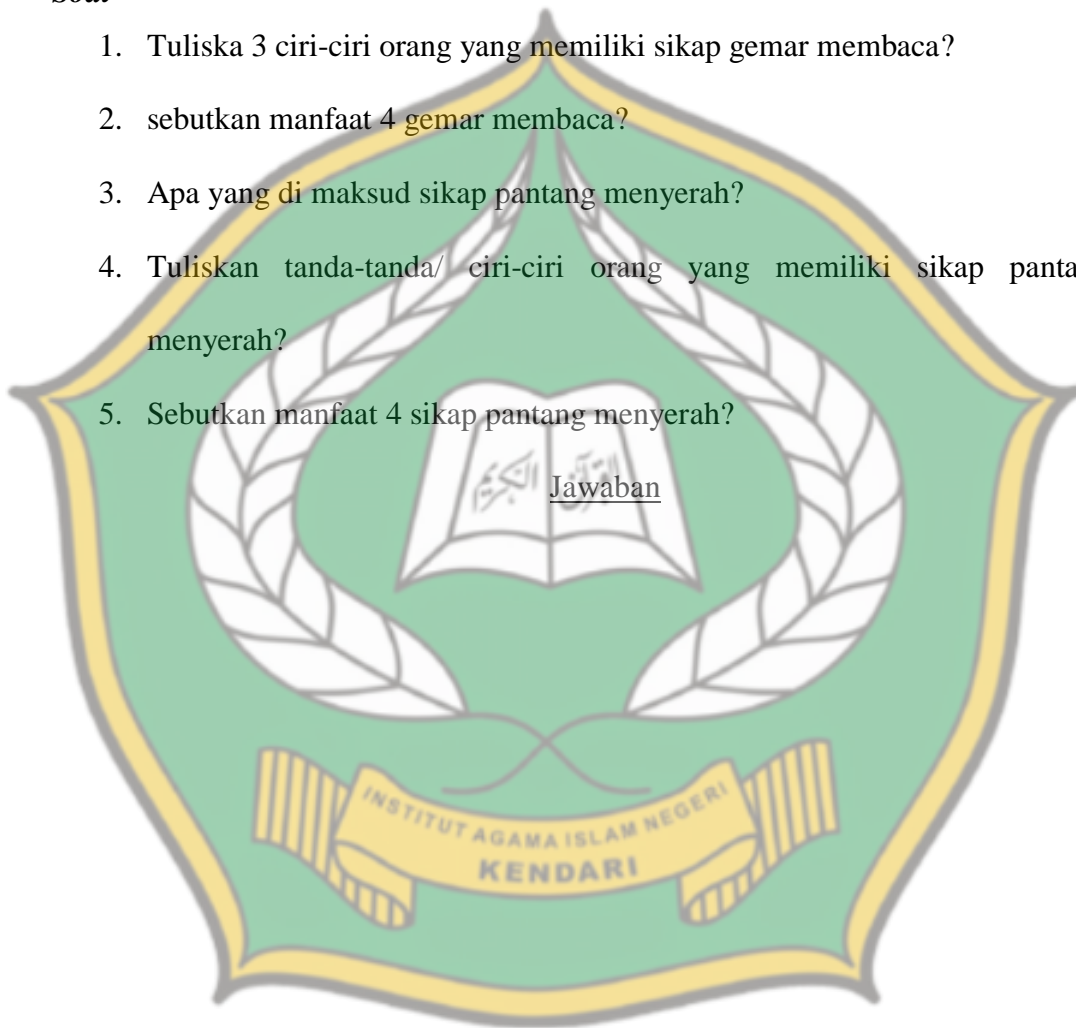 1. Tuliska 3 ciri-ciri orang yang memiliki sikap gemar membaca?
2. sebutkan manfaat 4 gemar membaca?
3. Apa yang di maksud sikap pantang menyerah?
4. Tuliskan tanda-tanda/ ciri-ciri orang yang memiliki sikap panta
menyerah?
5. Sebutkan manfaat 4 sikap pantang menyerah?
القرآن الكريم
Jawaban
INSTITUT AGAMA ISLAM NEGERI
KENDARI